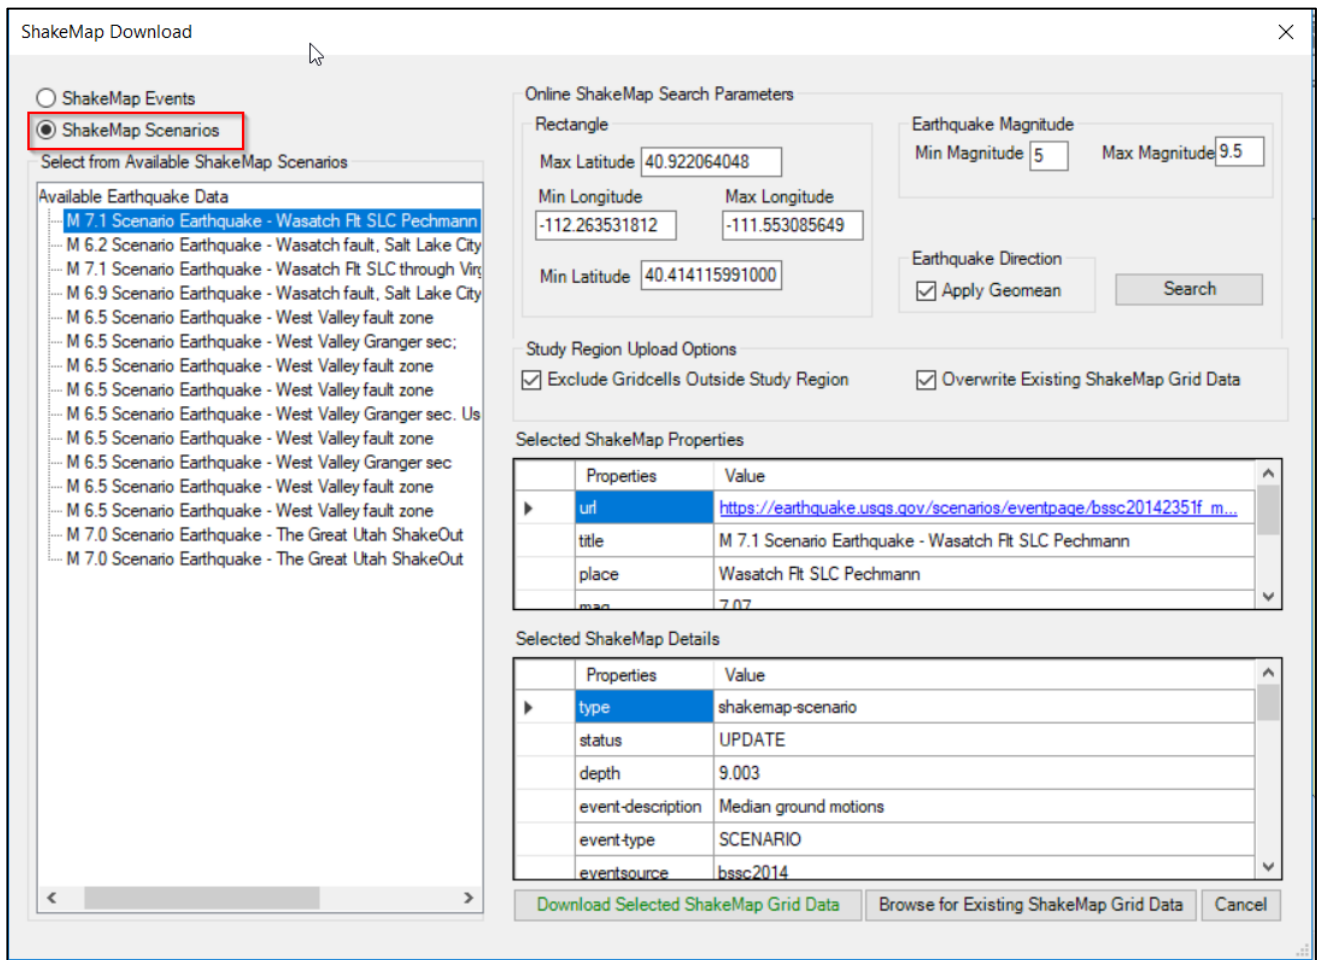 ShakeMap Download
ShakeMap Events
ShakeMap Scenarios
Select from Available ShakeMap Scenarios
Available Earthquake Data
M 7.1 Scenario Earthquake - Wasatch Flt SLC Pechmann
M 6.2 Scenario Earthquake - Wasatch fault, Salt Lake City
M 7.1 Scenario Earthquake - Wasatch Flt SLC through Virg
M 6.9 Scenario Earthquake - Wasatch fault, Salt Lake City
M 6.5 Scenario Earthquake - West Valley fault zone
M 6.5 Scenario Earthquake - West Valley Granger sec;
M 6.5 Scenario Earthquake - West Valley fault zone
M 6.5 Scenario Earthquake - West Valley fault zone
M 6.5 Scenario Earthquake - West Valley Granger sec. Us
M 6.5 Scenario Earthquake - West Valley fault zone
M 6.5 Scenario Earthquake - West Valley Granger sec
M 6.5 Scenario Earthquake - West Valley fault zone
M 6.5 Scenario Earthquake - West Valley fault zone
M 7.0 Scenario Earthquake - The Great Utah ShakeOut
M 7.0 Scenario Earthquake - The Great Utah ShakeOut
Online ShakeMap Search Parameters
Rectangle
Max Latitude 40.922064048
Min Longitude Max Longitude
-112.263531812 -111.553085649
Min Latitude 40.414115991000
Earthquake Magnitude
Min Magnitude 5 Max Magnitude 9.5
Earthquake Direction
Apply Geomean
Search
Study Region Upload Options
Exclude Gridcells Outside Study Region Overwrite Existing ShakeMap Grid Data
Selected ShakeMap Properties
Properties Value
url https://earthquake.usgs.gov/scenarios/eventpage/bssc20142351f_m...
title M 7.1 Scenario Earthquake - Wasatch Flt SLC Pechmann
place Wasatch Flt SLC Pechmann
mag 7.07
Selected ShakeMap Details
Properties Value
type shakemap-scenario
status UPDATE
depth 9.003
event-description Median ground motions
event-type SCENARIO
eventsource bssc2014
Download Selected ShakeMap Grid Data Browse for Existing ShakeMap Grid Data Cancel